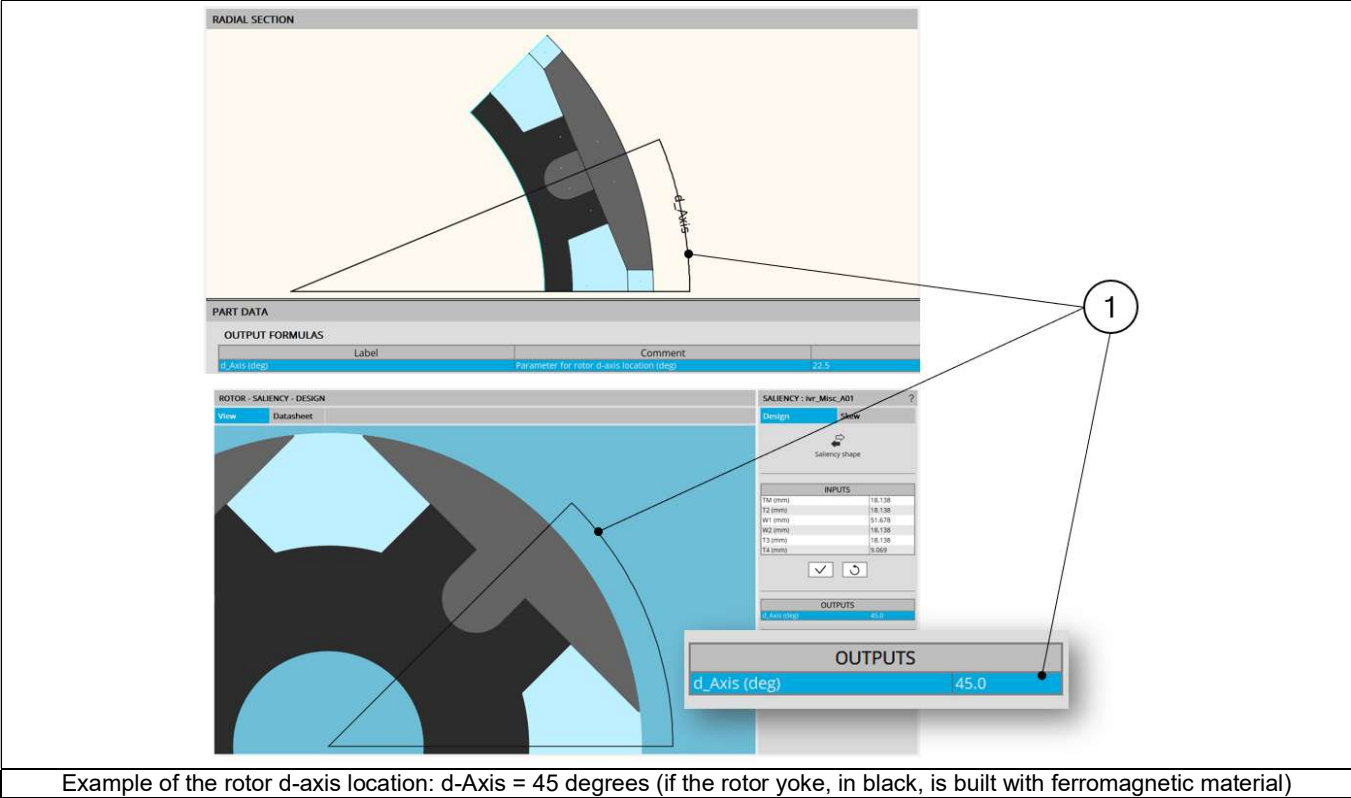 RADIAL SECTION
d_Axis
1
PART DATA
OUTPUT FORMULAS
Label Comment
d_Axis (deg) Parameter for rotor d-axis location (deg) 22.5
ROTOR - SALIENCY - DESIGN
View Datasheet
SALIENCY : ivr_Misc_A01 ?
Design Skew
Saliency shape
INPUTS
TM (mm) 18.138
T2 (mm) 18.138
W1 (mm) 51.678
W2 (mm) 18.138
T3 (mm) 18.138
T4 (mm) 9.069
OUTPUTS
d_Axis (deg) 45.0
OUTPUTS
d_Axis (deg) 45.0
Example of the rotor d-axis location: d-Axis = 45 degrees (if the rotor yoke, in black, is built with ferromagnetic material)